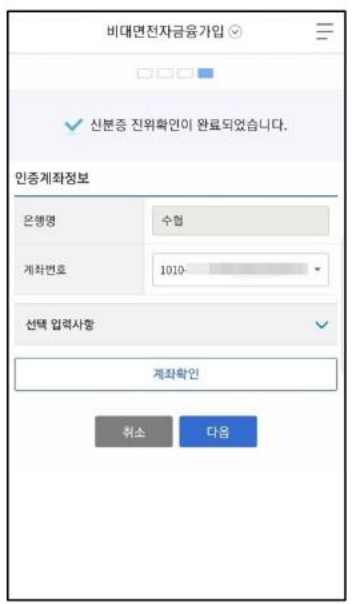 비대면전자금융가입
신분증 진위확인이 완료되었습니다.
인증계좌정보
은행명 수협
계좌번호 1010-
선택 입력사항
계좌확인
취소 다음